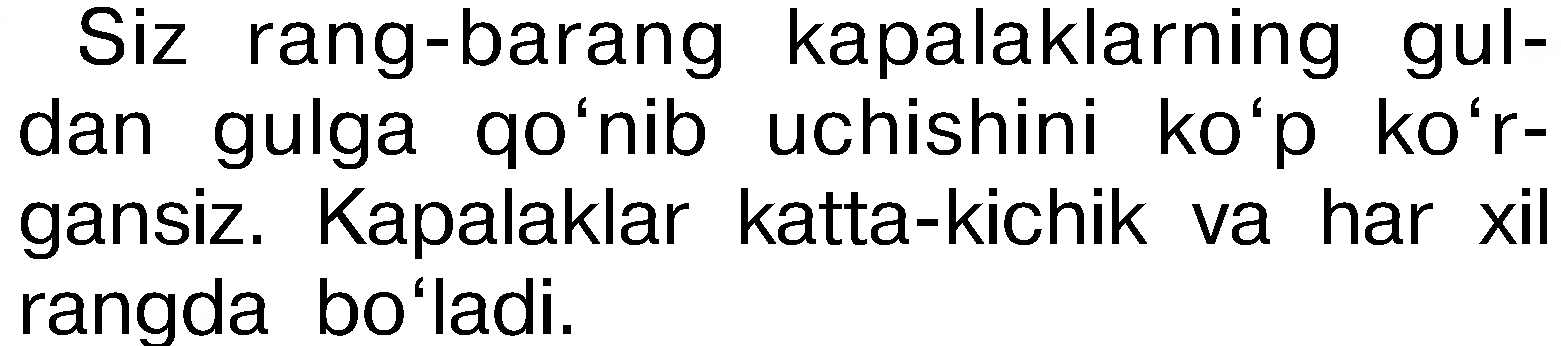 Siz rang-barang kapalaklarning gul-
dan gulga qo‘nib uchishini ko‘p ko‘r-
gansiz. Kapalaklar katta-kichik va har xil
rangda bo‘ladi.